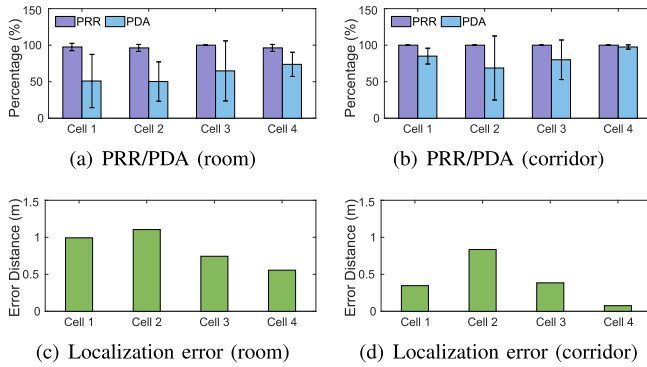 Percentage (%)
150
100
50
0
PRR PDA
Cell 1 Cell 2 Cell 3 Cell 4
(a) PRR/PDA (room)
Percentage (%)
150
100
50
0
PRR PDA
Cell 1 Cell 2 Cell 3 Cell 4
(b) PRR/PDA (corridor)
Error Distance (m)
1.5
1
0.5
0
Cell 1 Cell 2 Cell 3 Cell 4
(c) Localization error (room)
Error Distance (m)
1.5
1
0.5
0
Cell 1 Cell 2 Cell 3 Cell 4
(d) Localization error (corridor)